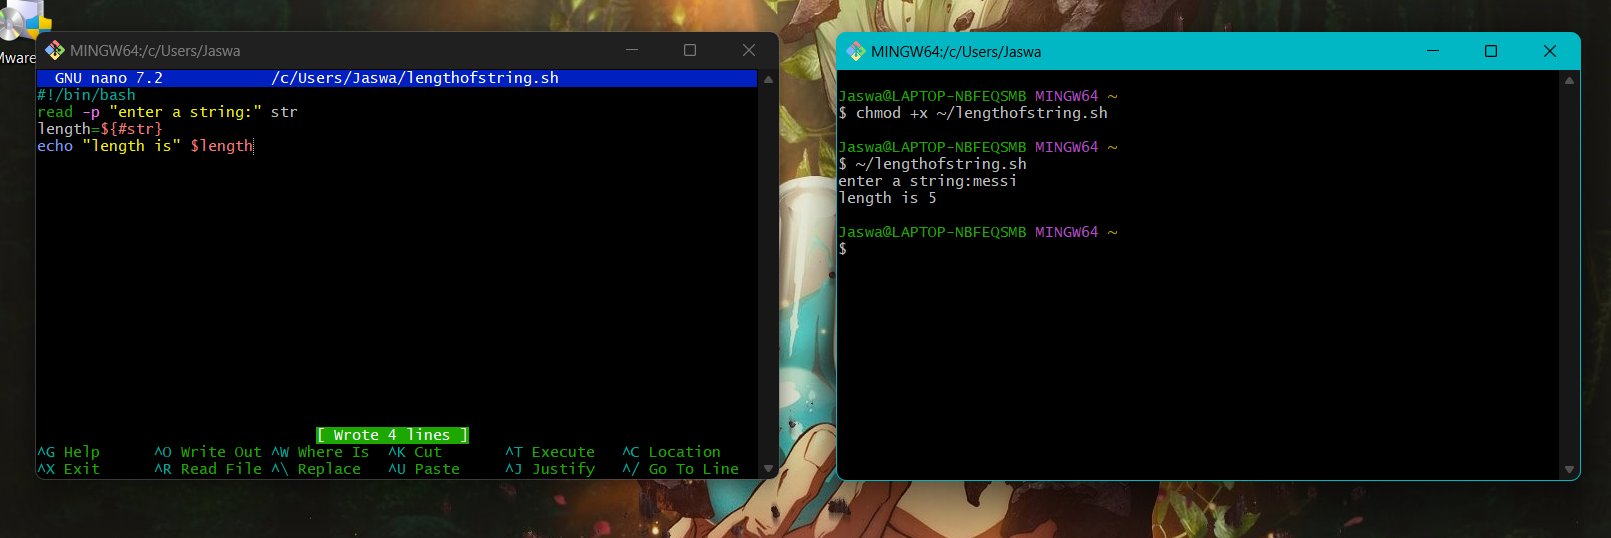 Mware
MINGW64:/c/Users/Jaswa
GNU nano 7.2 /c/Users/Jaswa/lengthofstring.sh
#!/bin/bash
read -p "enter a string:" str
length=${#str}
echo "length is" $length
[ Wrote 4 lines ]
^G Help ^O Write Out ^W Where Is ^K Cut ^T Execute ^C Location
^X Exit ^R Read File ^\ Replace ^U Paste ^J Justify ^/ Go To Line
MINGW64:/c/Users/Jaswa
Jaswa@LAPTOP-NBFEQSMB MINGW64 ~
$ chmod +x ~/lengthofstring.sh
Jaswa@LAPTOP-NBFEQSMB MINGW64 ~
$ ~/lengthofstring.sh
enter a string:messi
length is 5
Jaswa@LAPTOP-NBFEQSMB MINGW64 ~
$